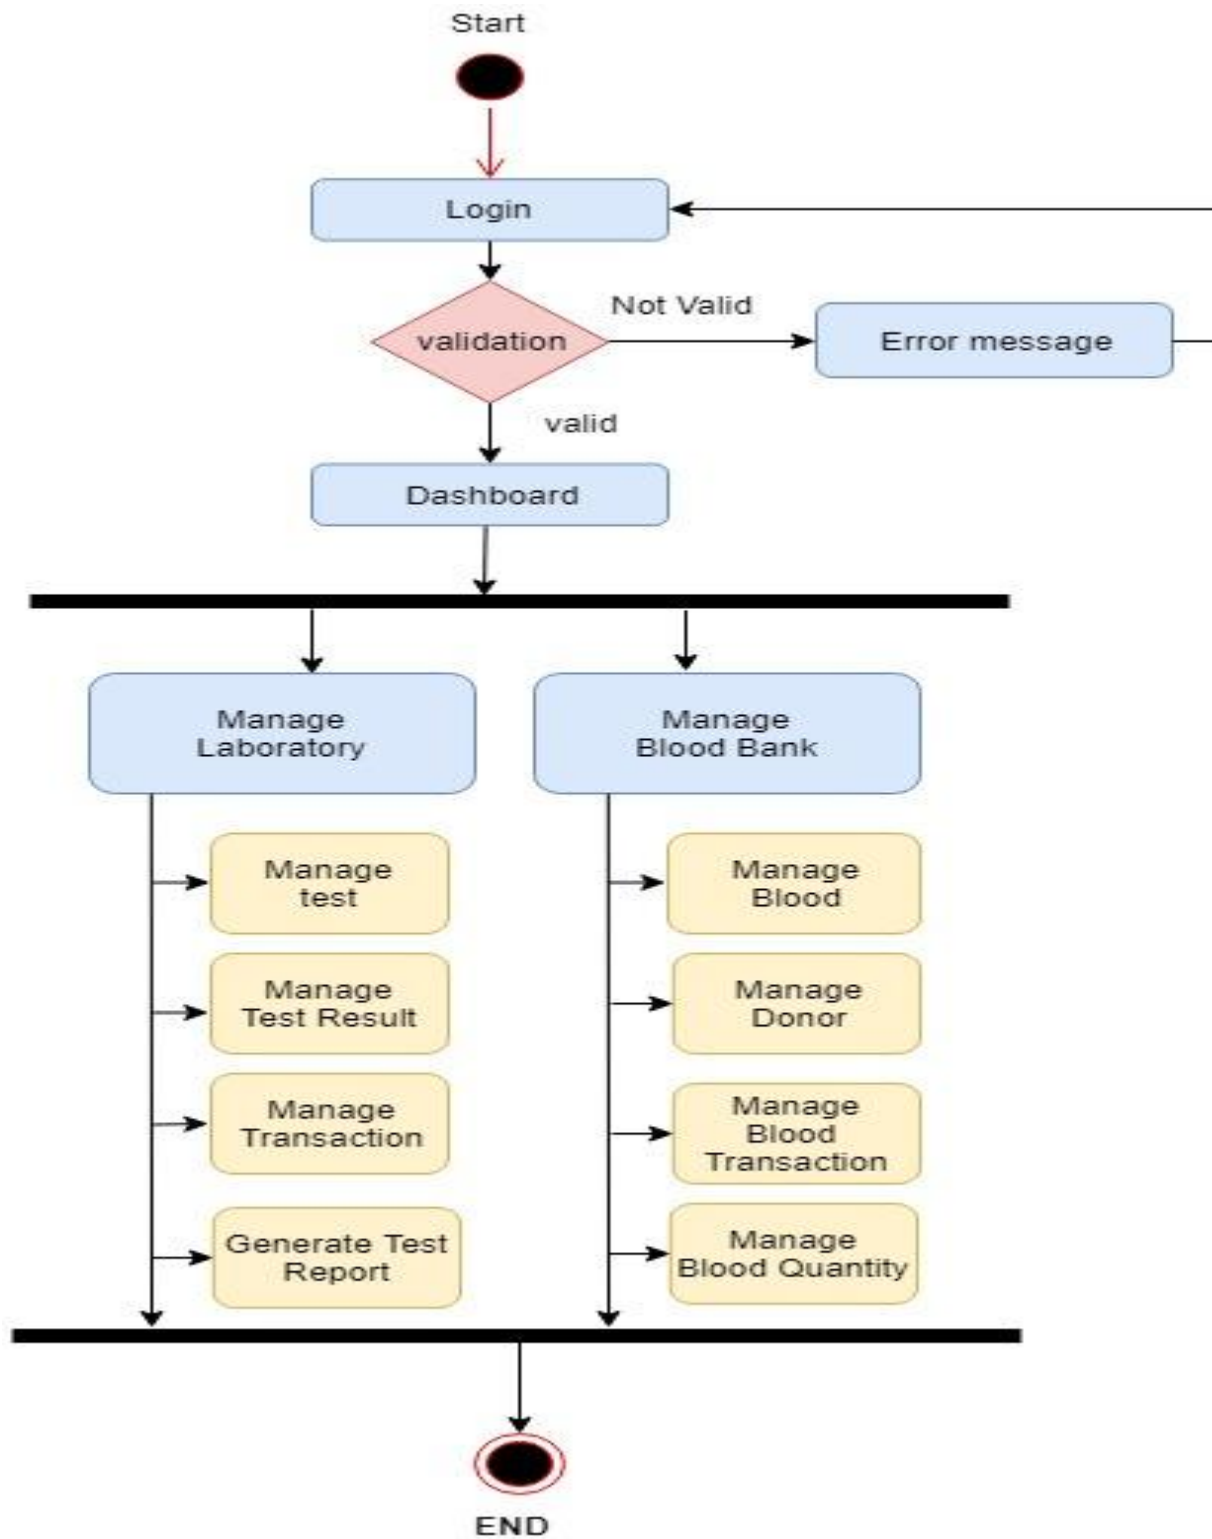 Start
Login
Not Valid
validation
Error message
valid
Dashboard
Manage
Laboratory
Manage
Blood Bank
Manage
test
Manage
Blood
Manage
Test Result
Manage
Donor
Manage
Transaction
Manage
Blood
Transaction
Generate Test
Report
Manage
Blood Quantity
END